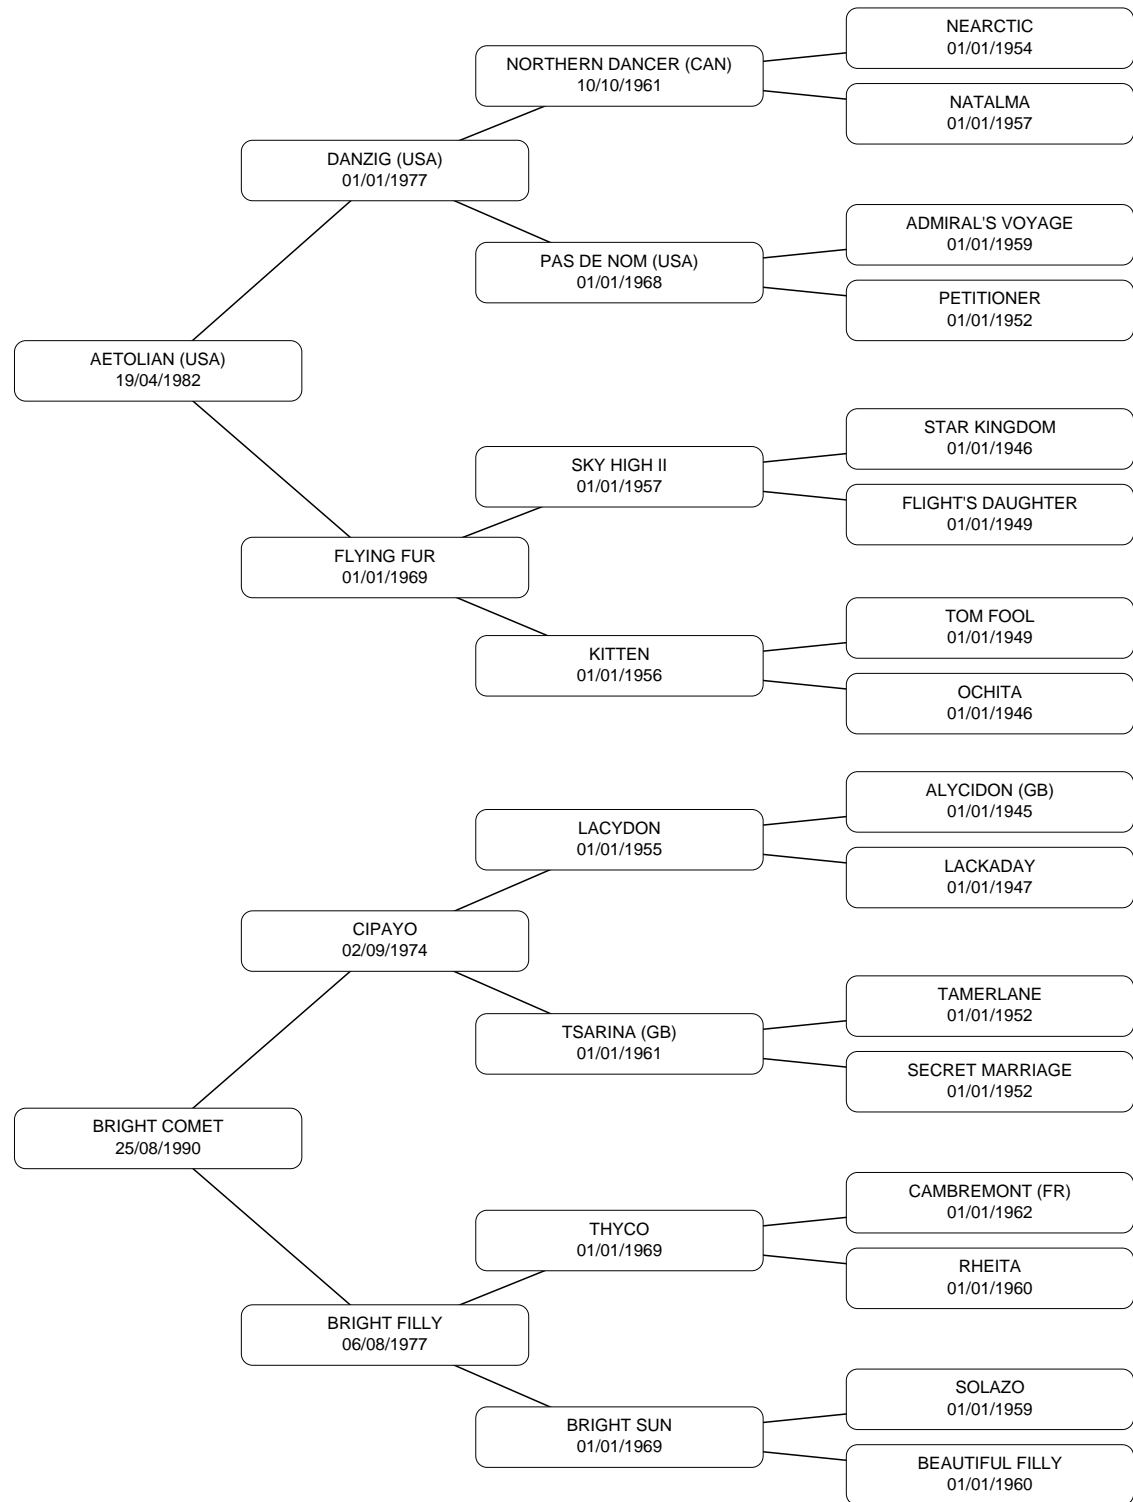 NEARCTIC
01/01/1954
NORTHERN DANCER (CAN)
10/10/1961
NATALMA
01/01/1957
DANZIG (USA)
01/01/1977
ADMIRAL'S VOYAGE
01/01/1959
PAS DE NOM (USA)
01/01/1968
PETITIONER
01/01/1952
AETOLIAN (USA)
19/04/1982
STAR KINGDOM
01/01/1946
SKY HIGH II
01/01/1957
FLIGHT'S DAUGHTER
01/01/1949
FLYING FUR
01/01/1969
TOM FOOL
01/01/1949
KITTEN
01/01/1956
OCHITA
01/01/1946
ALYCIDON (GB)
01/01/1945
LACYDON
01/01/1955
LACKADAY
01/01/1947
CIPAYO
02/09/1974
TAMERLANE
01/01/1952
TSARINA (GB)
01/01/1961
SECRET MARRIAGE
01/01/1952
BRIGHT COMET
25/08/1990
CAMBREMONT (FR)
01/01/1962
THYCO
01/01/1969
RHEITA
01/01/1960
BRIGHT FILLY
06/08/1977
SOLAZO
01/01/1959
BRIGHT SUN
01/01/1969
BEAUTIFUL FILLY
01/01/1960